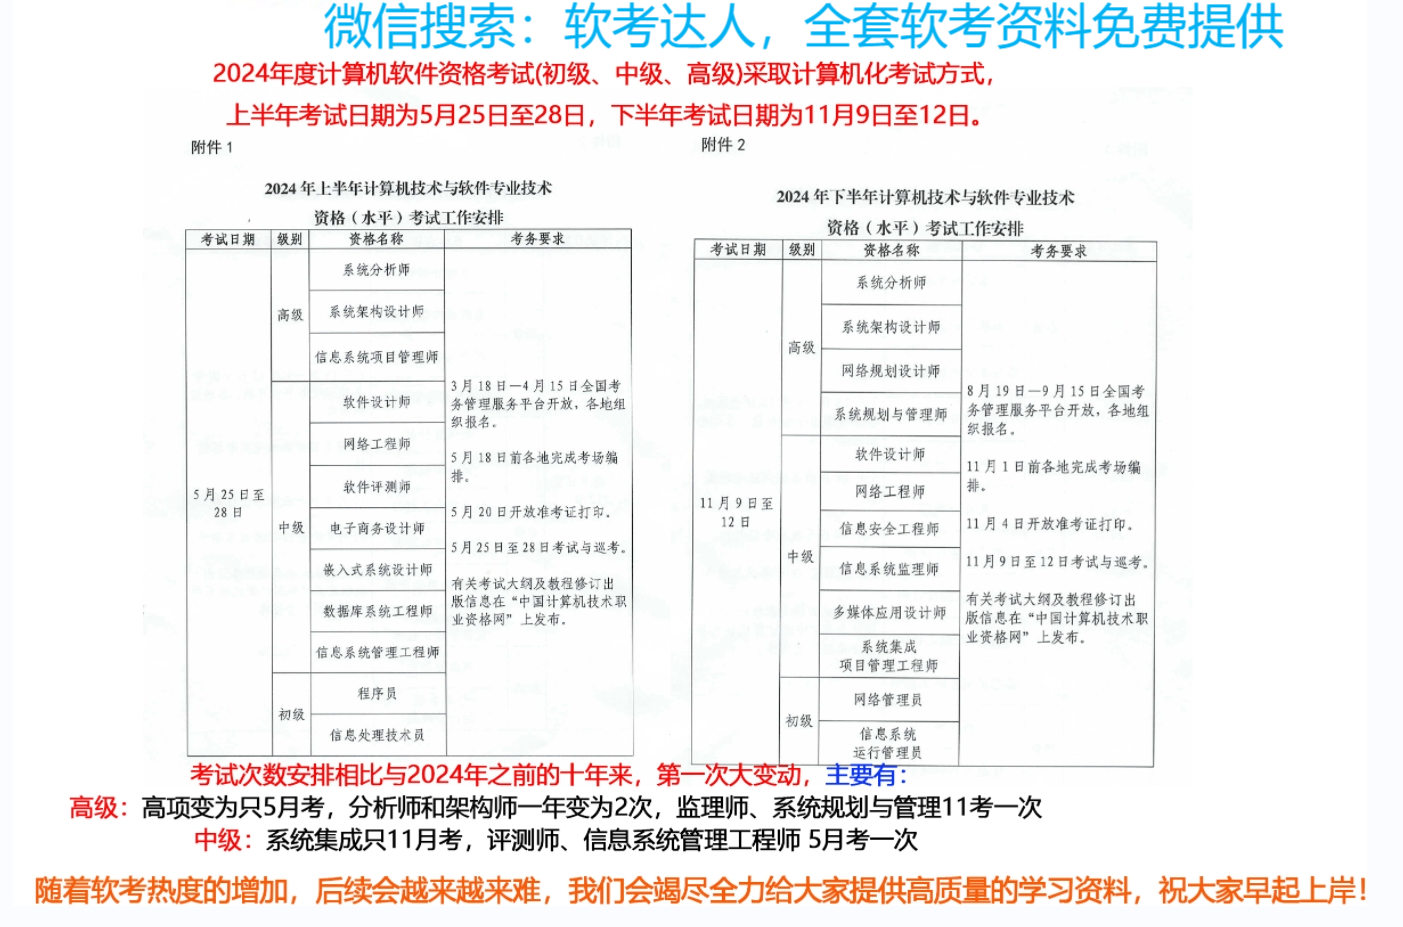 微信搜索：软考达人，全套软考资料免费提供
2024年度计算机软件资格考试(初级、中级、高级)采取计算机化考试方式，
上半年考试日期为5月25日至28日，下半年考试日期为11月9日至12日。
附件 1
2024 年上半年计算机技术与软件专业技术
资格（水平）考试工作安排
考试日期 级别 资格名称 考务要求
5 月 25 日至
28 日
高级
系统分析师
系统架构设计师
信息系统项目管理师
中级
软件设计师
网络工程师
软件评测师
电子商务设计师
嵌入式系统设计师
数据库系统工程师
信息系统管理工程师
初级
程序员
信息处理技术员
3 月 18 日—4 月 15 日全国考
务管理服务平台开放，各地组
织报名。
5 月 18 日前各地完成考场编
排。
5 月 20 日开放准考证打印。
5 月 25 日至 28 日考试与巡考。
有关考试大纲及教程修订出
版信息在“中国计算机技术职
业资格网”上发布。
附件 2
2024 年下半年计算机技术与软件专业技术
资格（水平）考试工作安排
考试日期 级别 资格名称 考务要求
11 月 9 日至
12 日
高级
系统分析师
系统架构设计师
网络规划设计师
系统规划与管理师
中级
软件设计师
网络工程师
信息安全工程师
信息系统监理师
多媒体应用设计师
系统集成
项目管理工程师
初级
网络管理员
信息系统
运行管理员
8 月 19 日—9 月 15 日全国考
务管理服务平台开放，各地组
织报名。
11 月 1 日前各地完成考场编
排。
11 月 4 日开放准考证打印。
11 月 9 日至 12 日考试与巡考。
有关考试大纲及教程修订出
版信息在“中国计算机技术职
业资格网”上发布。
考试次数安排相比与2024年之前的十年来，第一次大变动，主要有：
高级：高项变为只5月考，分析师和架构师一年变为2次，监理师、系统规划与管理11考一次
中级：系统集成只11月考，评测师、信息系统管理工程师 5月考一次
随着软考热度的增加，后续会越来越来难，我们会竭尽全力给大家提供高质量的学习资料，祝大家早起上岸！